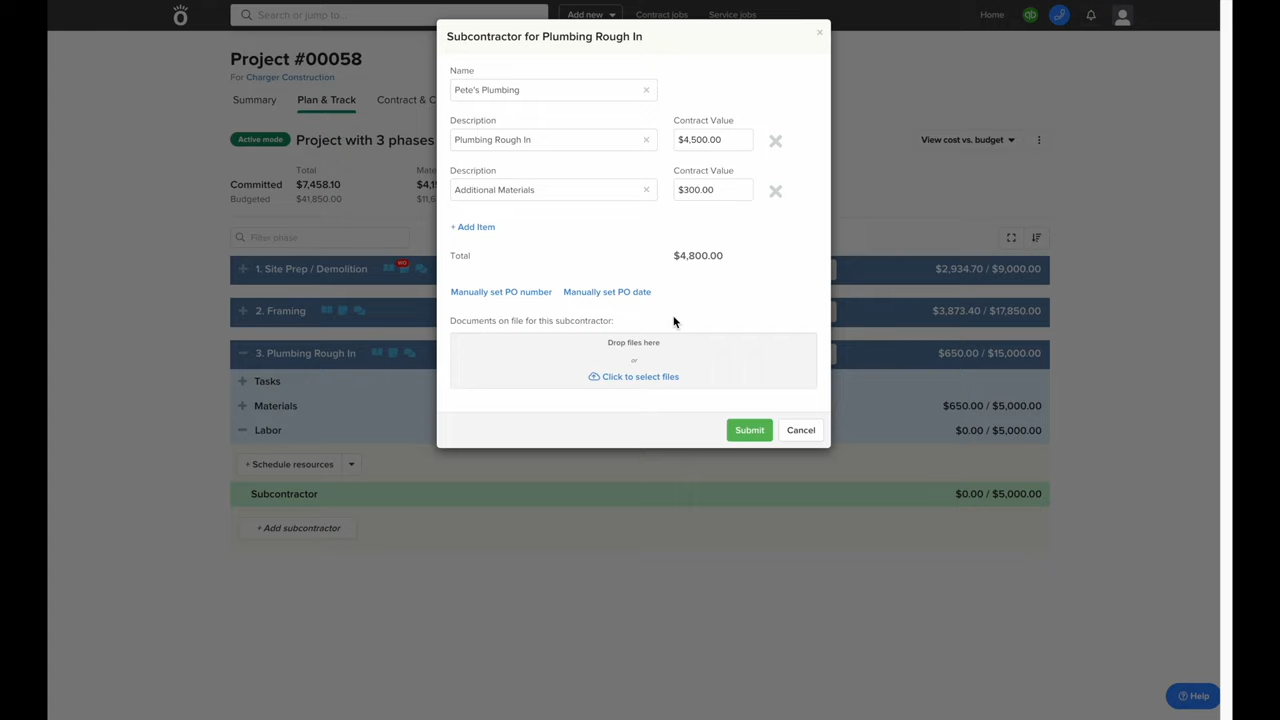 Search or jump to...
Add new
Contract jobs
Service jobs
Home
qb
Subcontractor for Plumbing Rough In
×
Project #00058
For Charger Construction
Summary
Plan & Track
Contract & C
Active mode
Project with 3 phases
View cost vs. budget
Total
Committed
$7,458.10
Budgeted
$41,850.00
Filter phrase
1. Site Prep / Demolition
$2,934.70 / $9,000.00
2. Framing
$3,873.40 / $17,850.00
3. Plumbing Rough In
$650.00 / $15,000.00
Tasks
Materials
$650.00 / $5,000.00
Labor
$0.00 / $5,000.00
+ Schedule resources
Subcontractor
$0.00 / $5,000.00
+ Add subcontractor
Name
Pete's Plumbing
Description
Contract Value
Plumbing Rough In
$4,500.00
Description
Contract Value
Additional Materials
$300.00
+ Add Item
Total
$4,800.00
Manually set PO number
Manually set PO date
Documents on file for this subcontractor:
Drop files here
or
Click to select files
Submit
Cancel
Help